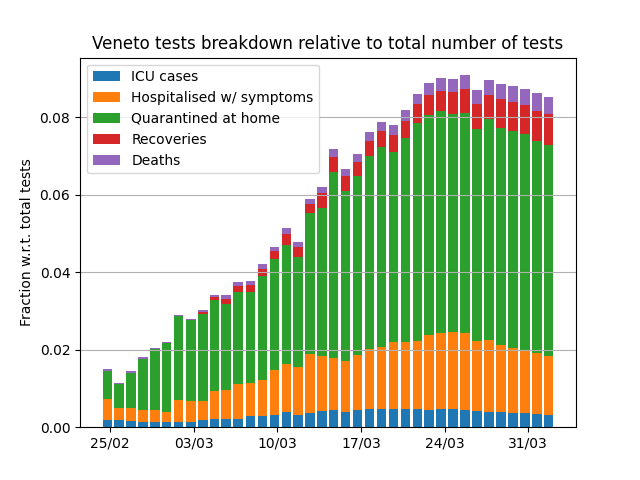 Veneto tests breakdown relative to total number of tests
ICU cases
Hospitalised w/ symptoms
Quarantined at home
Recoveries
Deaths
Fraction w.r.t. total tests
0.08
0.06
0.04
0.02
0.00
25/02 03/03 10/03 17/03 24/03 31/03